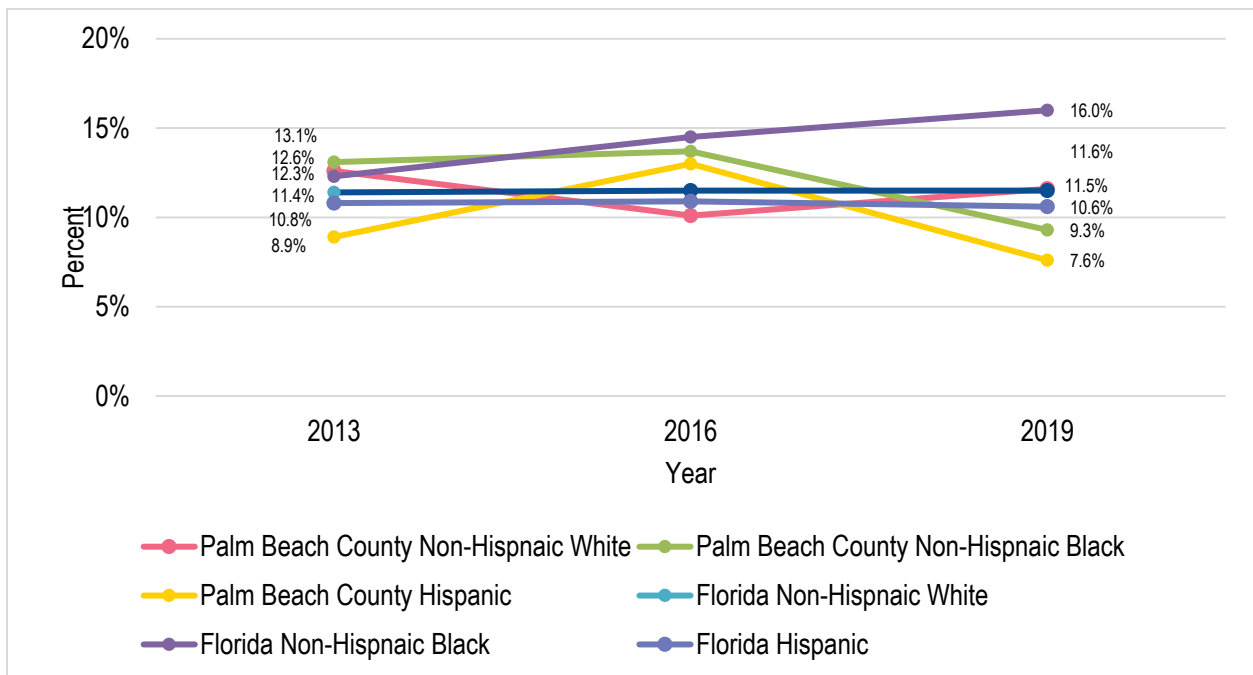 20%
15%
10%
5%
0%
Percent
13.1%
12.6%
12.3%
11.4%
10.8%
8.9%
16.0%
11.6%
11.5%
10.6%
9.3%
7.6%
2013 2016 2019
Year
Palm Beach County Non-Hispnaic White Palm Beach County Non-Hispnaic Black
Palm Beach County Hispanic Florida Non-Hispnaic White
Florida Non-Hispnaic Black Florida Hispanic